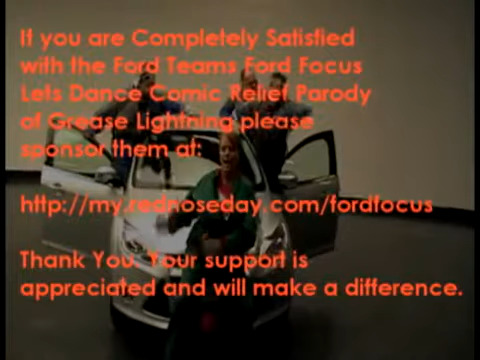 If you are Completely Satisfied
with the Ford Teams Ford Focus
Lets Dance Comic Relief Parody
of Grease Lightning please
sponsor them at:
http://my.rednoseday.com/fordfocus
Thank You. Your support is
appreciated and will make a difference.